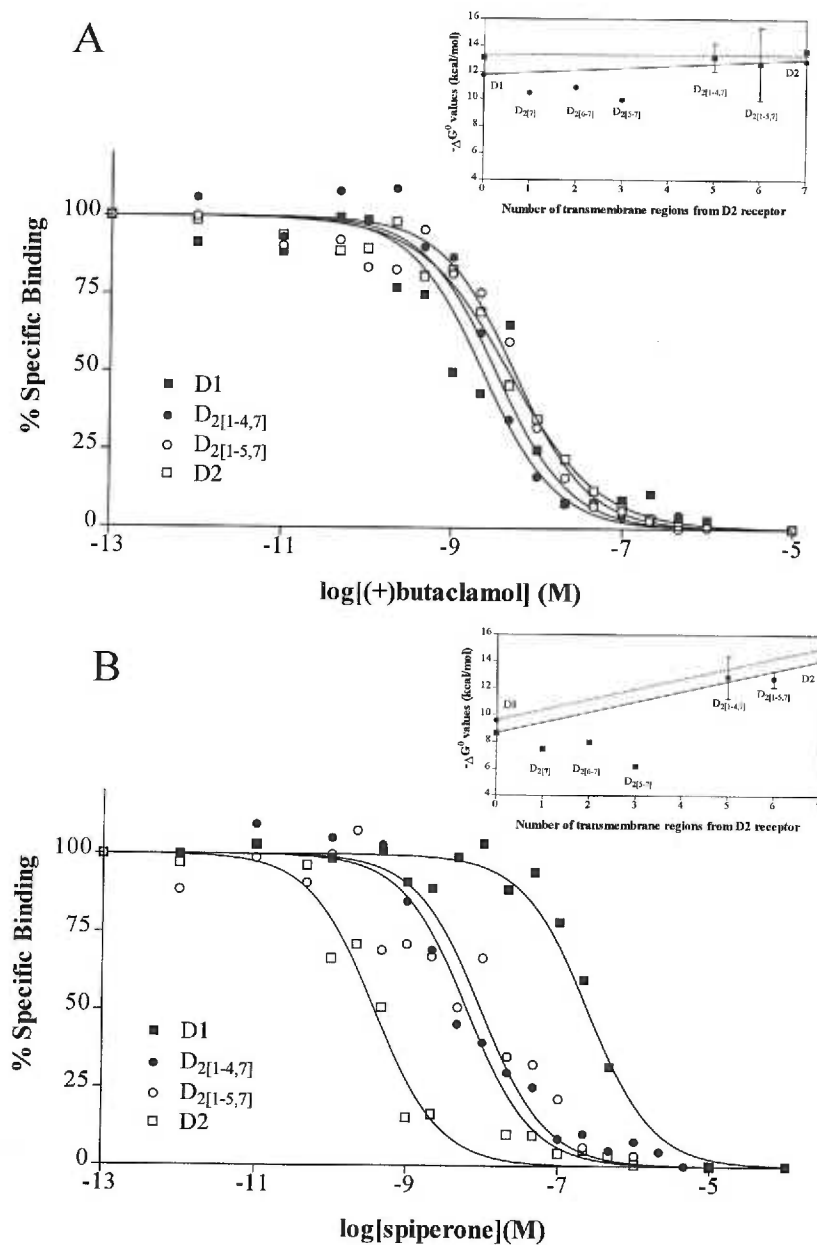 A
-ΔG⁰ values (kcal/mol)
16
14
12
10
8
6
4
D1
D2[7]
D2[6-7]
D2[5-7]
D2[1-4,7]
D2[1-5,7]
D2
0 1 2 3 4 5 6 7
Number of transmembrane regions from D2 receptor
% Specific Binding
100
75
50
25
0
D1
D2[1-4,7]
D2[1-5,7]
D2
-13 -11 -9 -7 -5
log[(+)butaclamol] (M)
B
-ΔG⁰ values (kcal/mol)
16
14
12
10
8
6
4
D1
D2[7]
D2[6-7]
D2[5-7]
D2[1-4,7]
D2[1-5,7]
D2
0 1 2 3 4 5 6 7
Number of transmembrane regions from D2 receptor
% Specific Binding
100
75
50
25
0
D1
D2[1-4,7]
D2[1-5,7]
D2
-13 -11 -9 -7 -5
log[spiperone](M)